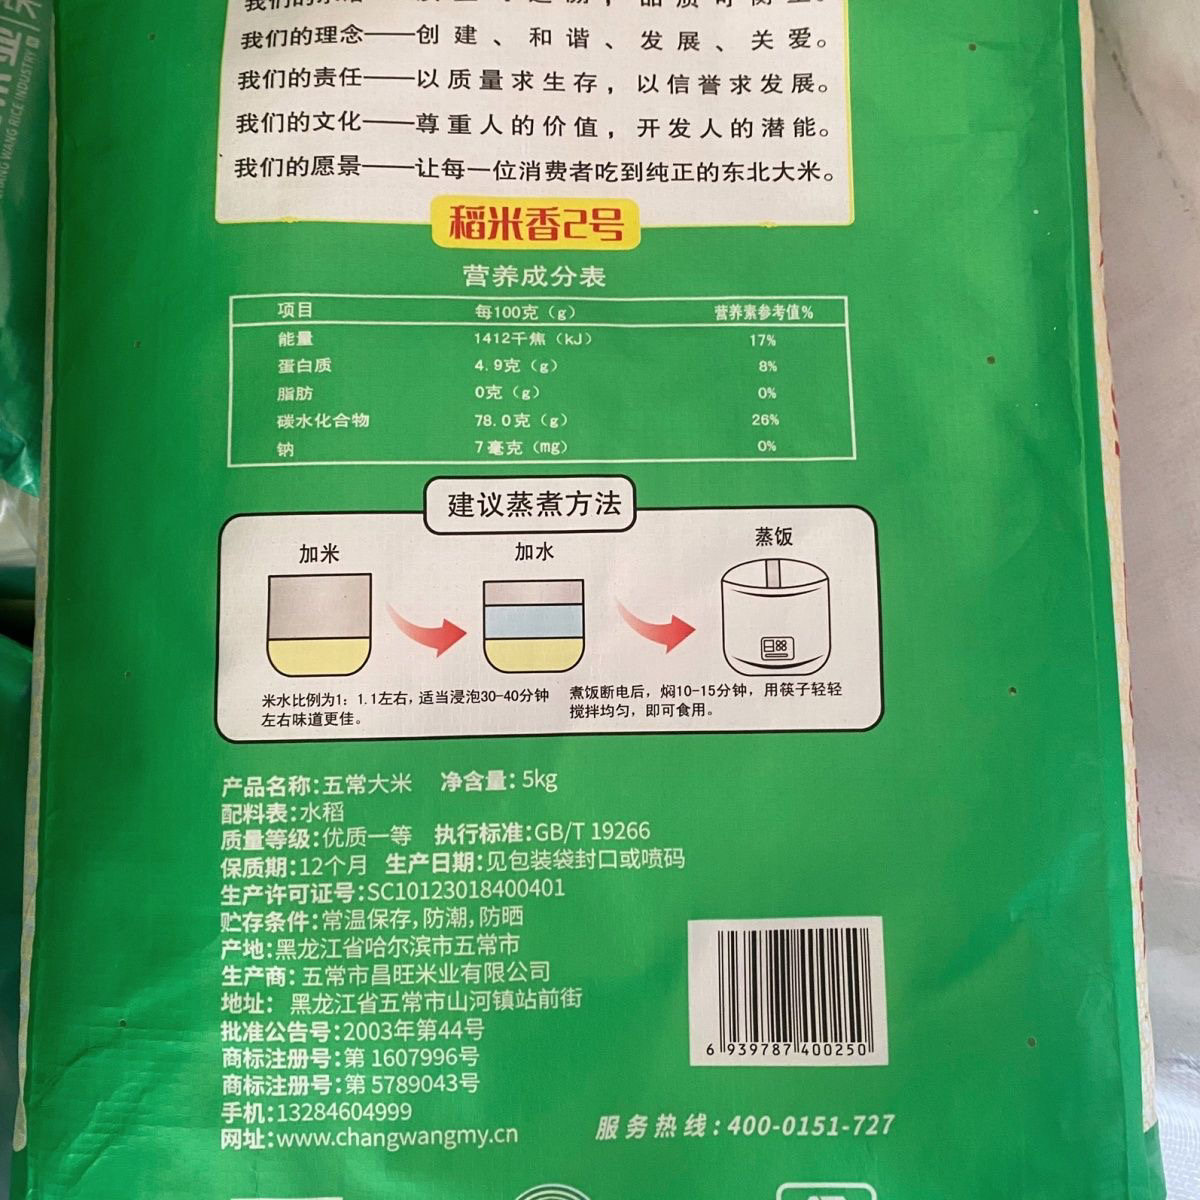 我们的理念——创建、和谐、发展、关爱。
我们的责任——以质量求生存，以信誉求发展。
我们的文化——尊重人的价值，开发人的潜能。
我们的愿景——让每一位消费者吃到纯正的东北大米。
稻米香2号
营养成分表
项目 每100克（g） 营养素参考值%
能量 1412千焦（kJ） 17%
蛋白质 4.9克（g） 8%
脂肪 0克（g） 0%
碳水化合物 78.0克（g） 26%
钠 7毫克（mg） 0%
建议蒸煮方法
加米 加水 蒸饭
米水比例为1：1.1左右，适当浸泡30-40分钟
左右味道更佳。
煮饭断电后，焖10-15分钟，用筷子轻轻
搅拌均匀，即可食用。
产品名称：五常大米 净含量：5kg
配料表：水稻
质量等级：优质一等 执行标准：GB/T 19266
保质期：12个月 生产日期：见包装袋封口或喷码
生产许可证号：SC10123018400401
贮存条件：常温保存，防潮，防晒
产地：黑龙江省哈尔滨市五常市
生产商：五常市昌旺米业有限公司
地址：黑龙江省五常市山河镇站前街
批准公告号：2003年第44号
商标注册号：第 1607996号
商标注册号：第 5789043号
手机：13284604999
网址：www.changwangmy.cn
6 939787 400250
服务热线：400-0151-727